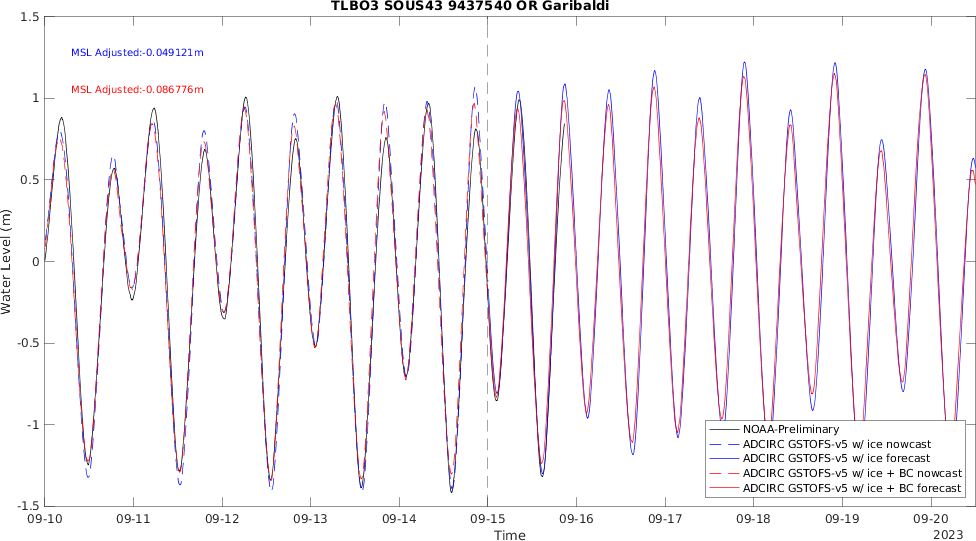 TLBO3 SOUS43 9437540 OR Garibaldi
MSL Adjusted:-0.049121m
MSL Adjusted:-0.086776m
Water Level (m)
1.5
1
0.5
0
-0.5
-1
-1.5
NOAA-Preliminary
ADCIRC GSTOFS-v5 w/ ice nowcast
ADCIRC GSTOFS-v5 w/ ice forecast
ADCIRC GSTOFS-v5 w/ ice + BC nowcast
ADCIRC GSTOFS-v5 w/ ice + BC forecast
09-10 09-11 09-12 09-13 09-14 09-15 09-16 09-17 09-18 09-19 09-20
Time
2023